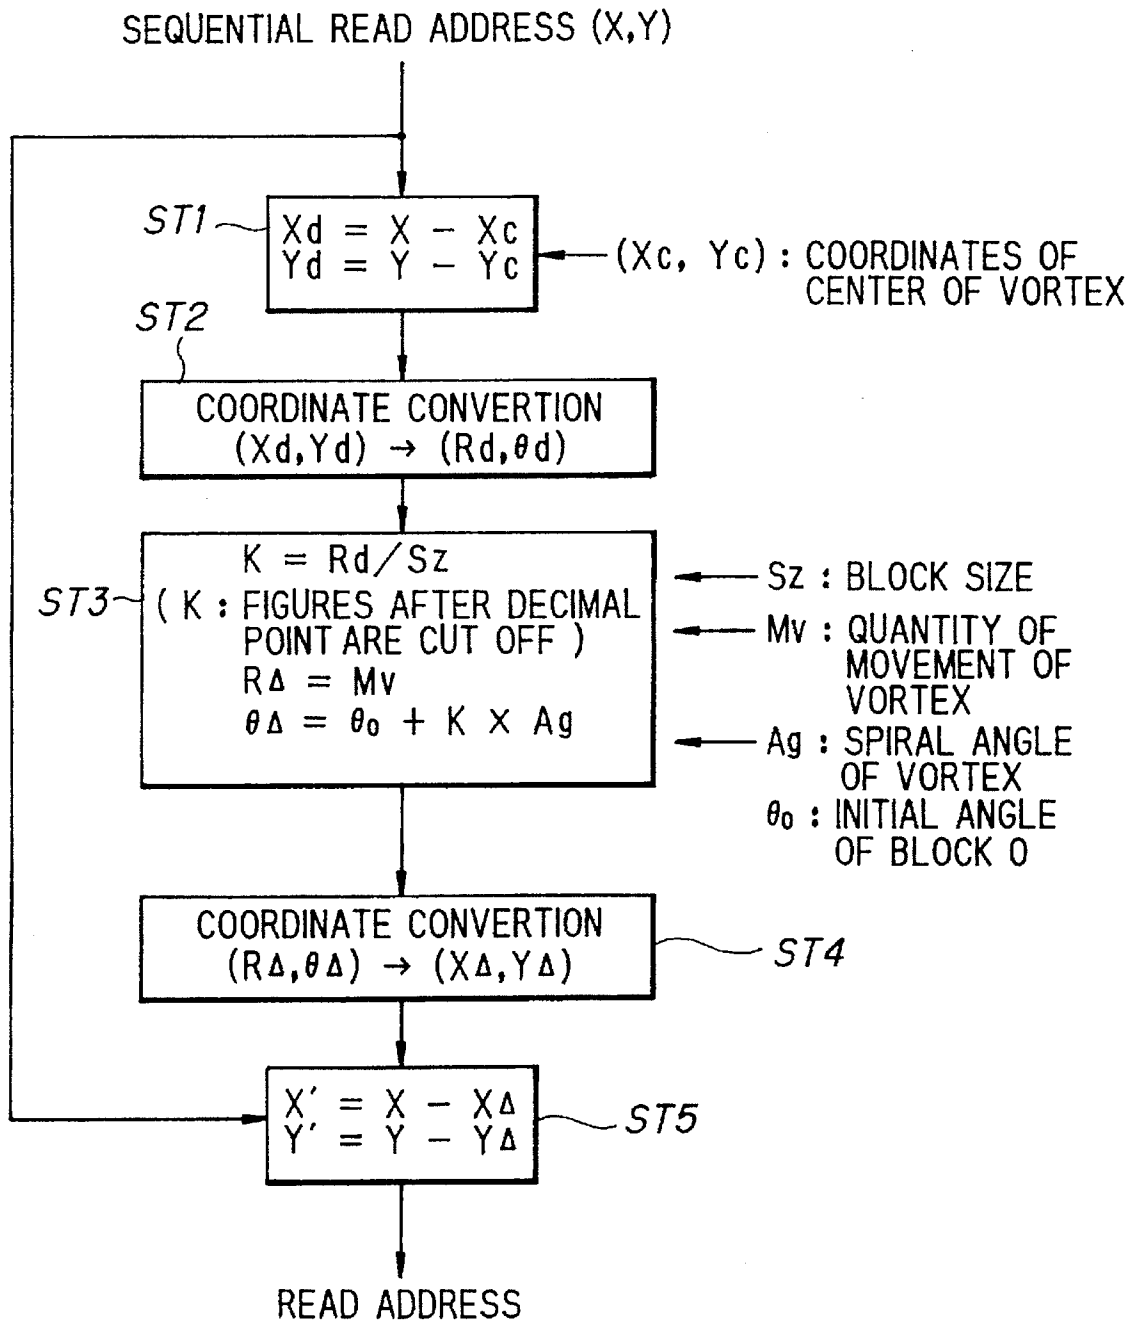 SEQUENTIAL READ ADDRESS (X,Y)
ST1
Xd = X - Xc
Yd = Y - Yc
(Xc, Yc) : COORDINATES OF
CENTER OF VORTEX
ST2
COORDINATE CONVERTION
(Xd,Yd) → (Rd,θd)
ST3
K = Rd/Sz
( K : FIGURES AFTER DECIMAL
POINT ARE CUT OFF )
RΔ = Mv
θΔ = θ₀ + K × Ag
Sz : BLOCK SIZE
Mv : QUANTITY OF
MOVEMENT OF
VORTEX
Ag : SPIRAL ANGLE
OF VORTEX
θ₀ : INITIAL ANGLE
OF BLOCK 0
COORDINATE CONVERTION
(RΔ,θΔ) → (XΔ,YΔ)
ST4
X' = X - XΔ
Y' = Y - YΔ
ST5
READ ADDRESS